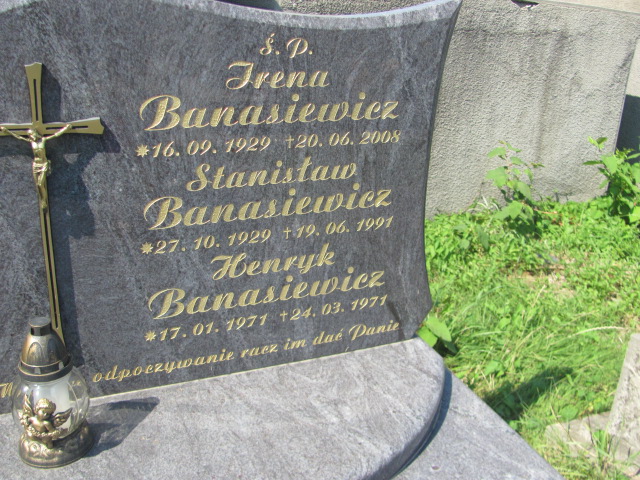 Ś. P.
Irena
Banasiewicz
*16. 09. 1929 †20. 06. 2008
Stanisław
Banasiewicz
*27. 10. 1929 †19. 06. 1991
Henryk
Banasiewicz
*17. 01. 1971 †24. 03. 1971
odpoczywanie racz im dać Panie